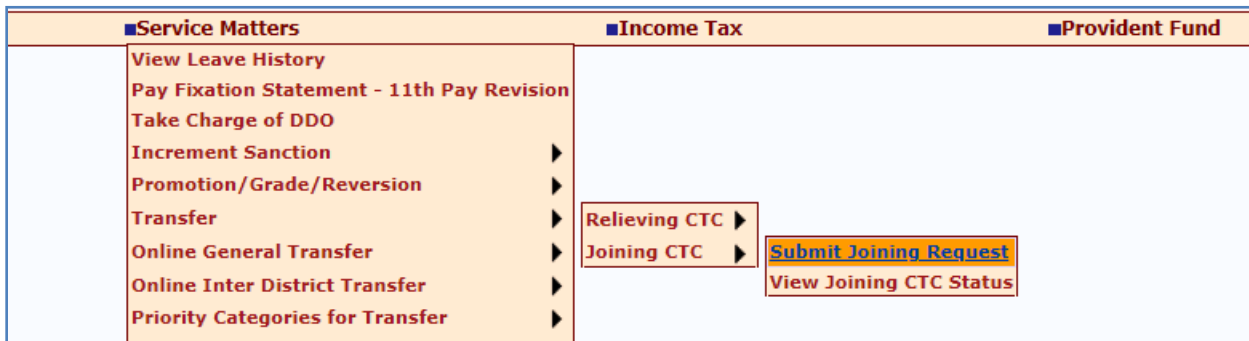 Service Matters Income Tax Provident Fund
View Leave History
Pay Fixation Statement - 11th Pay Revision
Take Charge of DDO
Increment Sanction
Promotion/Grade/Reversion
Transfer
Online General Transfer
Online Inter District Transfer
Priority Categories for Transfer
Relieving CTC
Joining CTC
Submit Joining Request
View Joining CTC Status